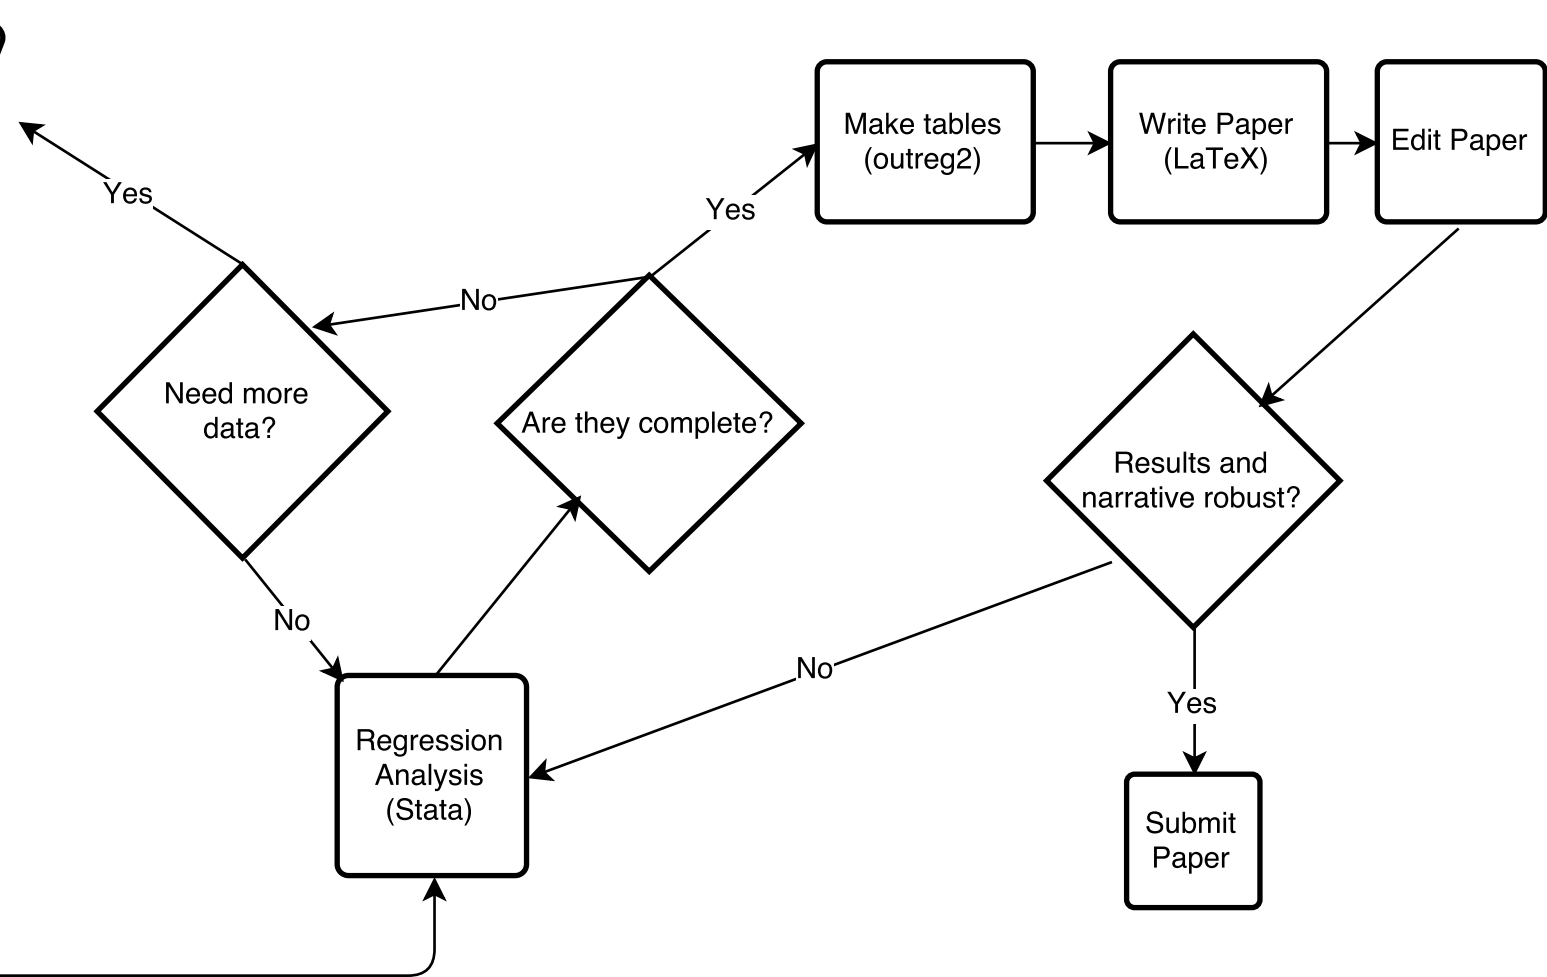 Make tables
(outreg2)
Write Paper
(LaTeX)
Edit Paper
Yes
Yes
No
Need more
data?
Are they complete?
Results and
narrative robust?
No
No
Yes
Regression
Analysis
(Stata)
Submit
Paper